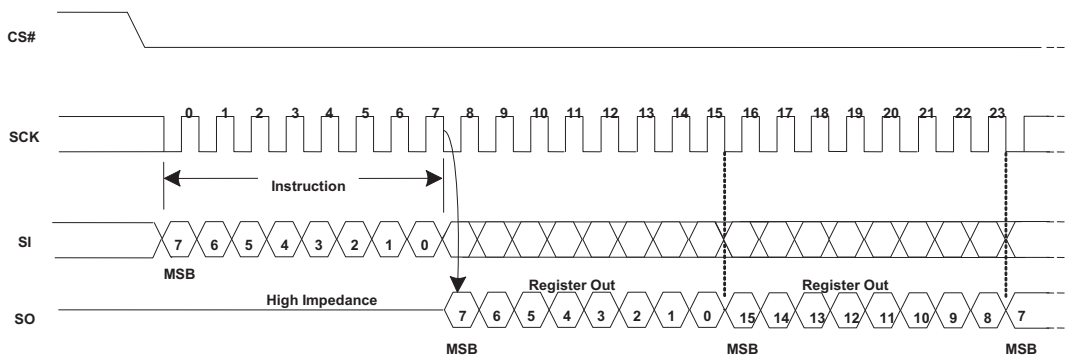 CS#
0 1 2 3 4 5 6 7 8 9 10 11 12 13 14 15 16 17 18 19 20 21 22 23
SCK
Instruction
SI
7 6 5 4 3 2 1 0
MSB
High Impedance
Register Out
Register Out
SO
7 6 5 4 3 2 1 0 15 14 13 12 11 10 9 8 7
MSB
MSB
MSB